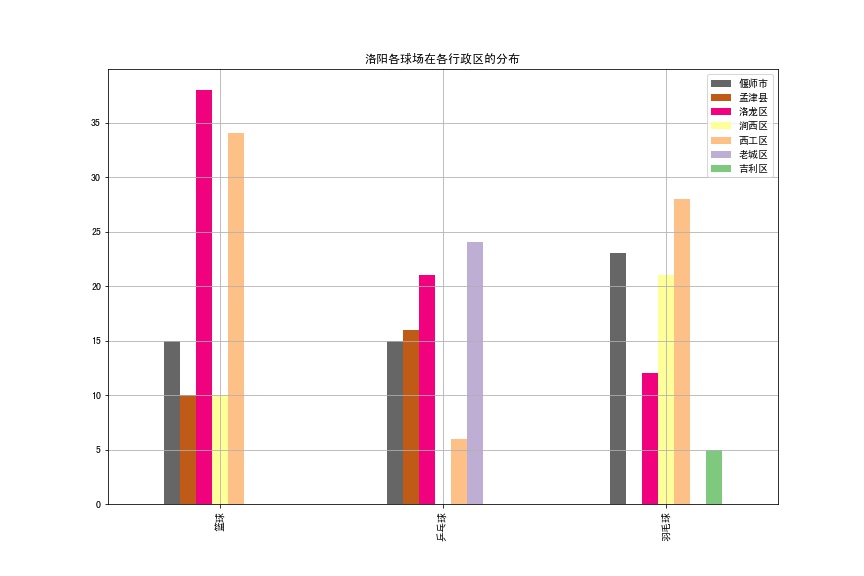 洛阳各球场在各行政区的分布
偃师市
孟津县
洛龙区
涧西区
西工区
老城区
吉利区
35
30
25
20
15
10
5
0
篮球
乒乓球
羽毛球